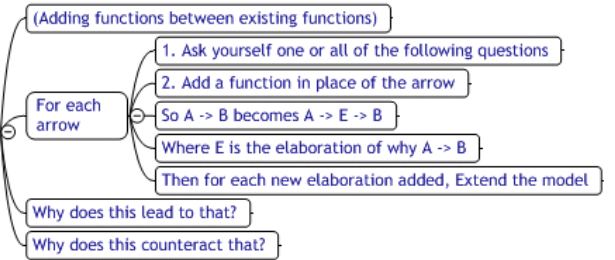 (Adding functions between existing functions)
For each
arrow
1. Ask yourself one or all of the following questions
2. Add a function in place of the arrow
So A -> B becomes A -> E -> B
Where E is the elaboration of why A -> B
Then for each new elaboration added, Extend the model
Why does this lead to that?
Why does this counteract that?